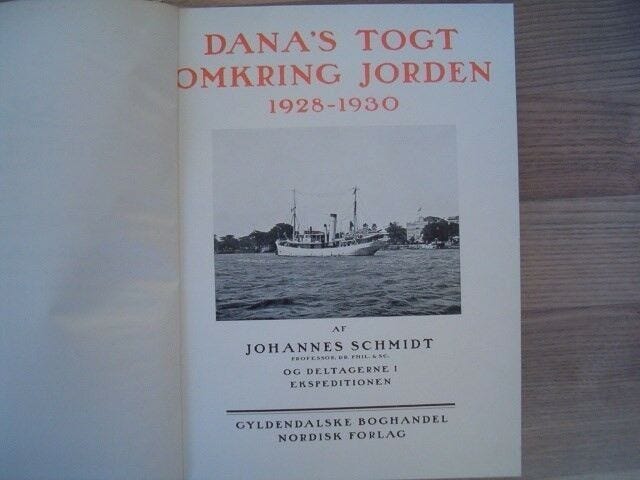 DANA'S TOGT
OMKRING JORDEN
1928-1930
AF
JOHANNES SCHMIDT
PROFESSOR, DR. PHIL. & SC.
OG DELTAGERNE I
EKSPEDITIONEN
GYLDENDALSKE BOGHANDEL
NORDISK FORLAG